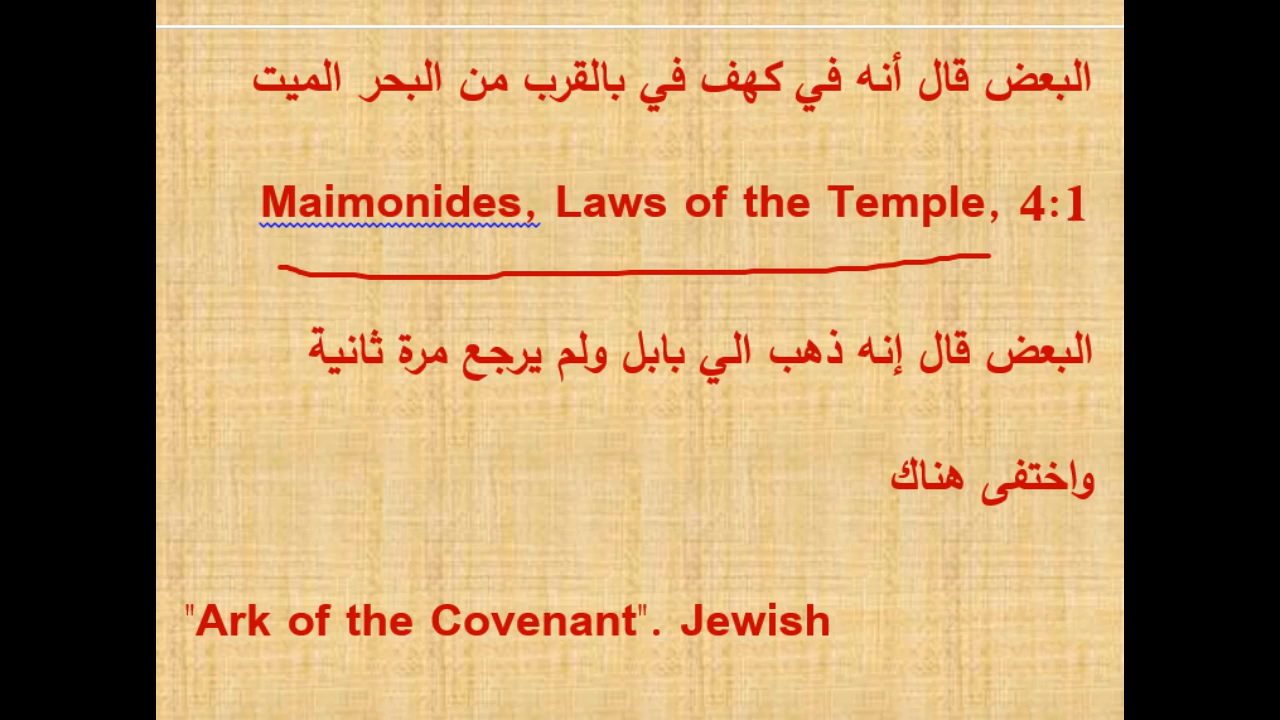 البعض قال أنه في كهف في بالقرب من البحر الميت
Maimonides, Laws of the Temple, 4:1
البعض قال إنه ذهب الي بابل ولم يرجع مرة ثانية
واختفى هناك
"Ark of the Covenant". Jewish